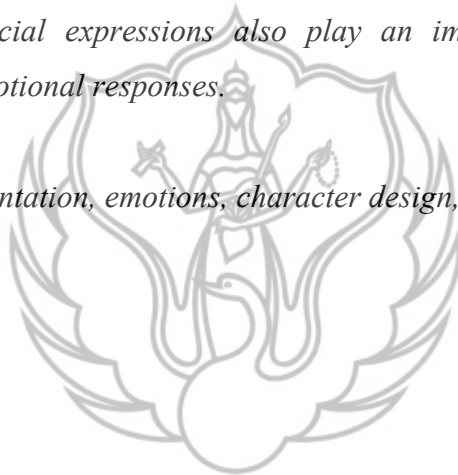 cial expressions also play an im
otional responses.
ntation, emotions, character design,